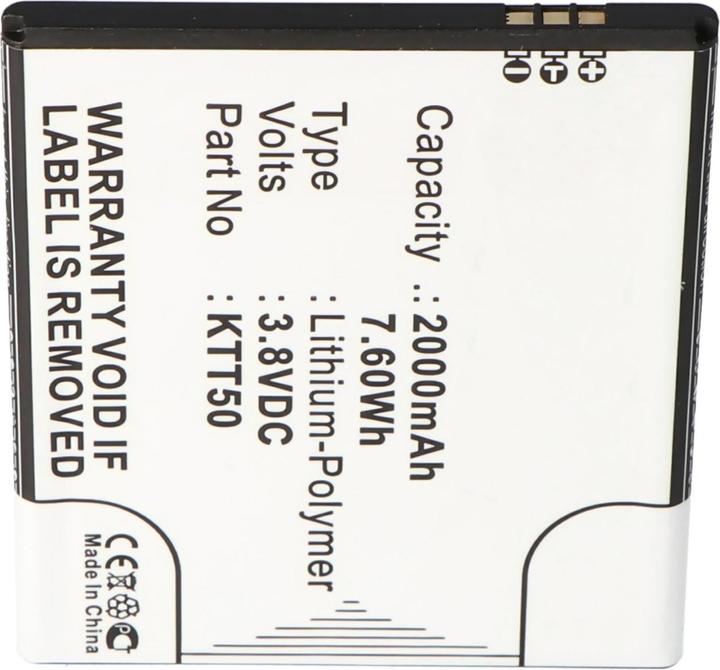 Capacity .: 2000mAh
7.60Wh
Type : Lithium-Polymer
Volts : 3.8VDC
Part No : KTT50
WARRANTY VOID IF
LABEL IS REMOVED
CE
Made In China